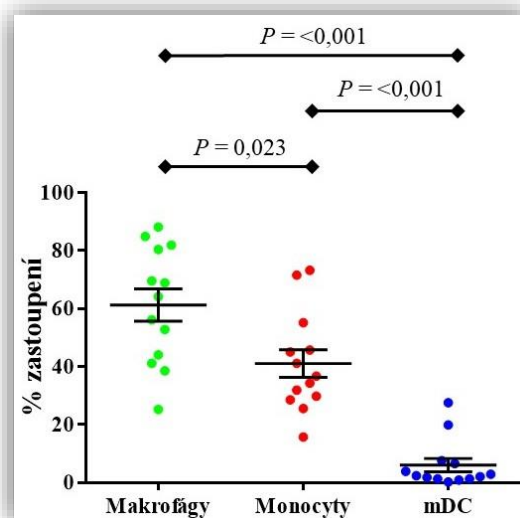 P = <0,001
P = <0,001
P = 0,023
% zastoupení
100
80
60
40
20
0
Makrofágy Monocyty mDC